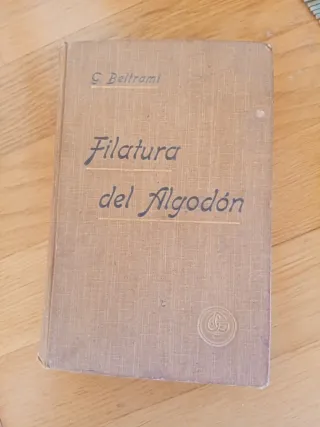 G. Beltrami
Filatura
del Algodón